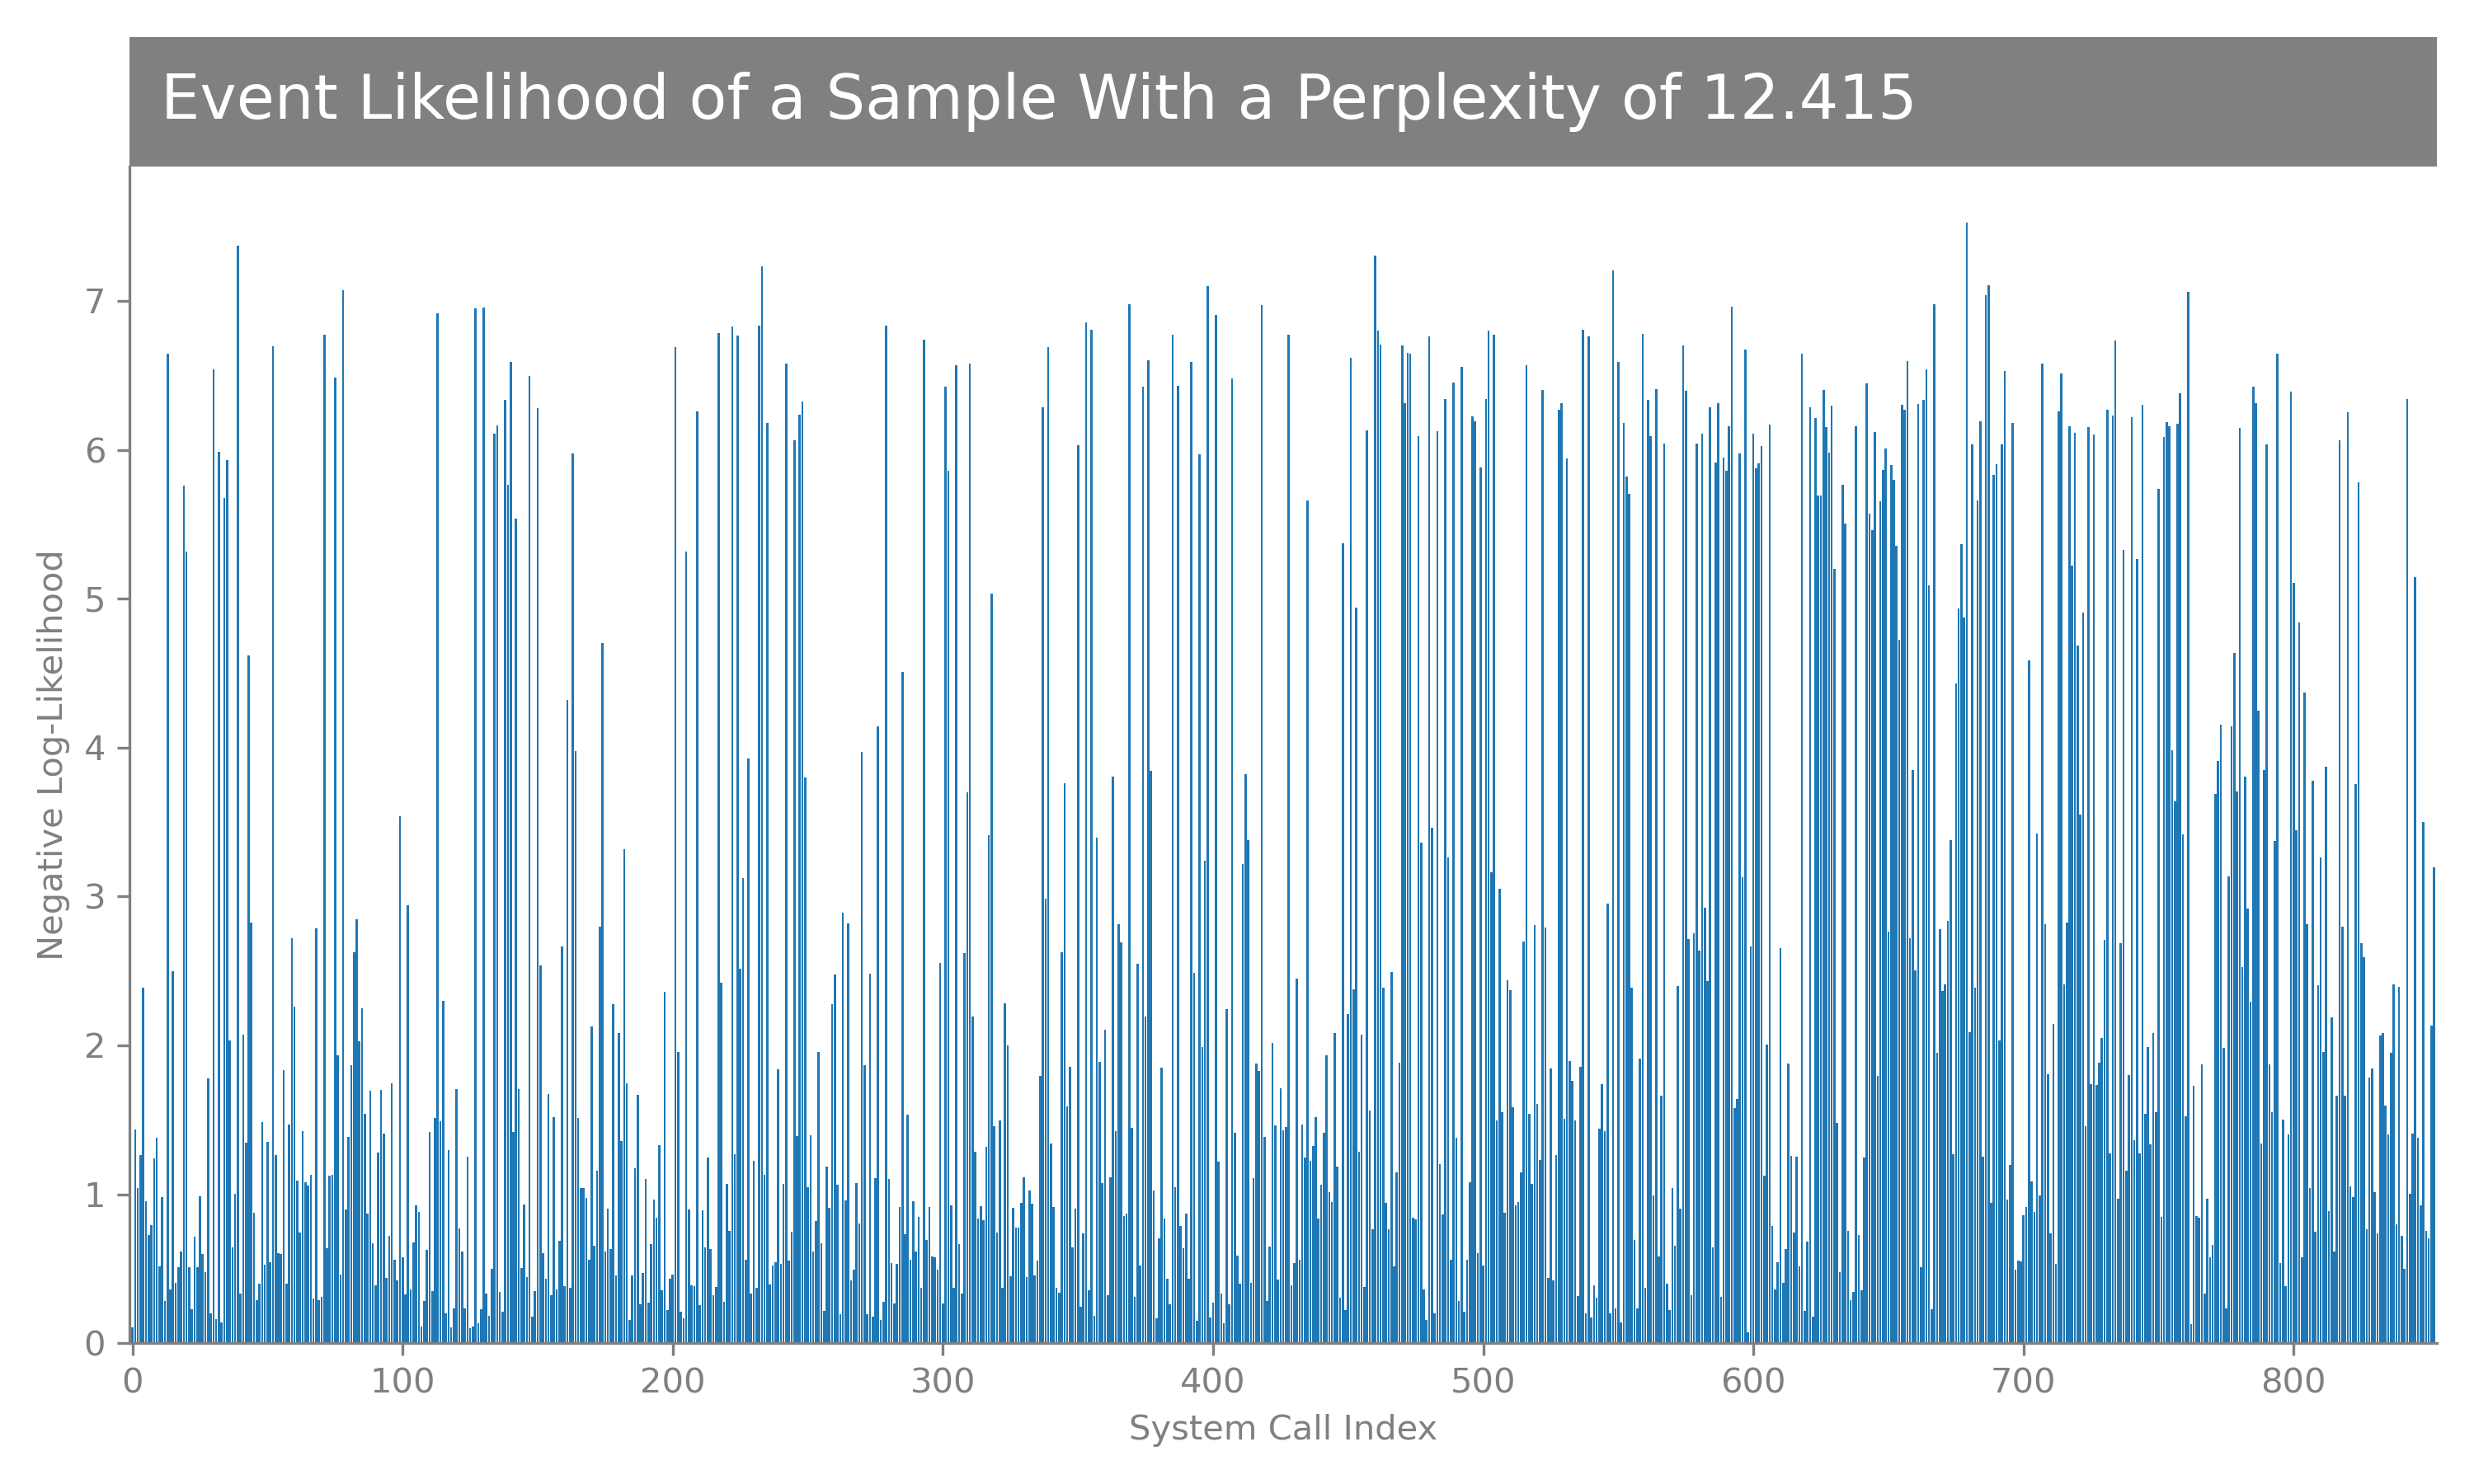 Event Likelihood of a Sample With a Perplexity of 12.415
Negative Log-Likelihood
7
6
5
4
3
2
1
0
0 100 200 300 400 500 600 700 800
System Call Index